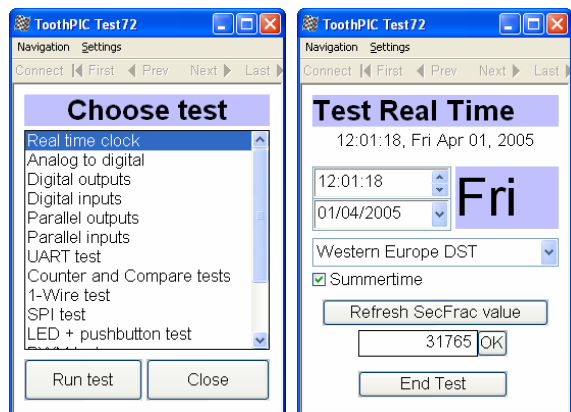 ToothPIC Test72
Navigation Settings
Connect First Prev Next Last
Choose test
Real time clock
Analog to digital
Digital outputs
Digital inputs
Parallel outputs
Parallel inputs
UART test
Counter and Compare tests
1-Wire test
SPI test
LED + pushbutton test
Run test Close
ToothPIC Test72
Navigation Settings
Connect First Prev Next Last
Test Real Time
12:01:18, Fri Apr 01, 2005
12:01:18
01/04/2005
Fri
Western Europe DST
Summertime
Refresh SecFrac value
31765 OK
End Test